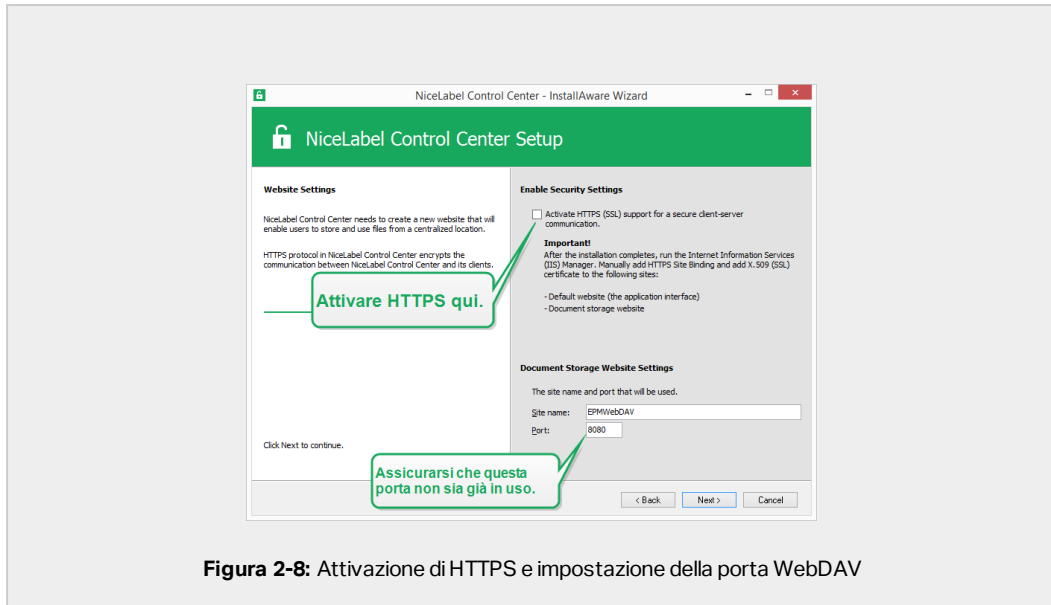 NiceLabel Control Center - InstallAware Wizard
NiceLabel Control Center Setup
Website Settings
NiceLabel Control Center needs to create a new website that will
enable users to store and use files from a centralized location.
HTTPS protocol in NiceLabel Control Center encrypts the
communication between NiceLabel Control Center and its clients.
Attivare HTTPS qui.
Click Next to continue.
Enable Security Settings
Activate HTTPS (SSL) support for a secure client-server
communication.
Important!
After the installation completes, run the Internet Information Services
(IIS) Manager. Manually add HTTPS Site Binding and add X.509 (SSL)
certificate to the following sites:
- Default website (the application interface)
- Document storage website
Document Storage Website Settings
The site name and port that will be used.
Site name: EPMWebDAV
Port: 8080
Assicurarsi che questa
porta non sia già in uso.
< Back Next > Cancel
Figura 2-8: Attivazione di HTTPS e impostazione della porta WebDAV